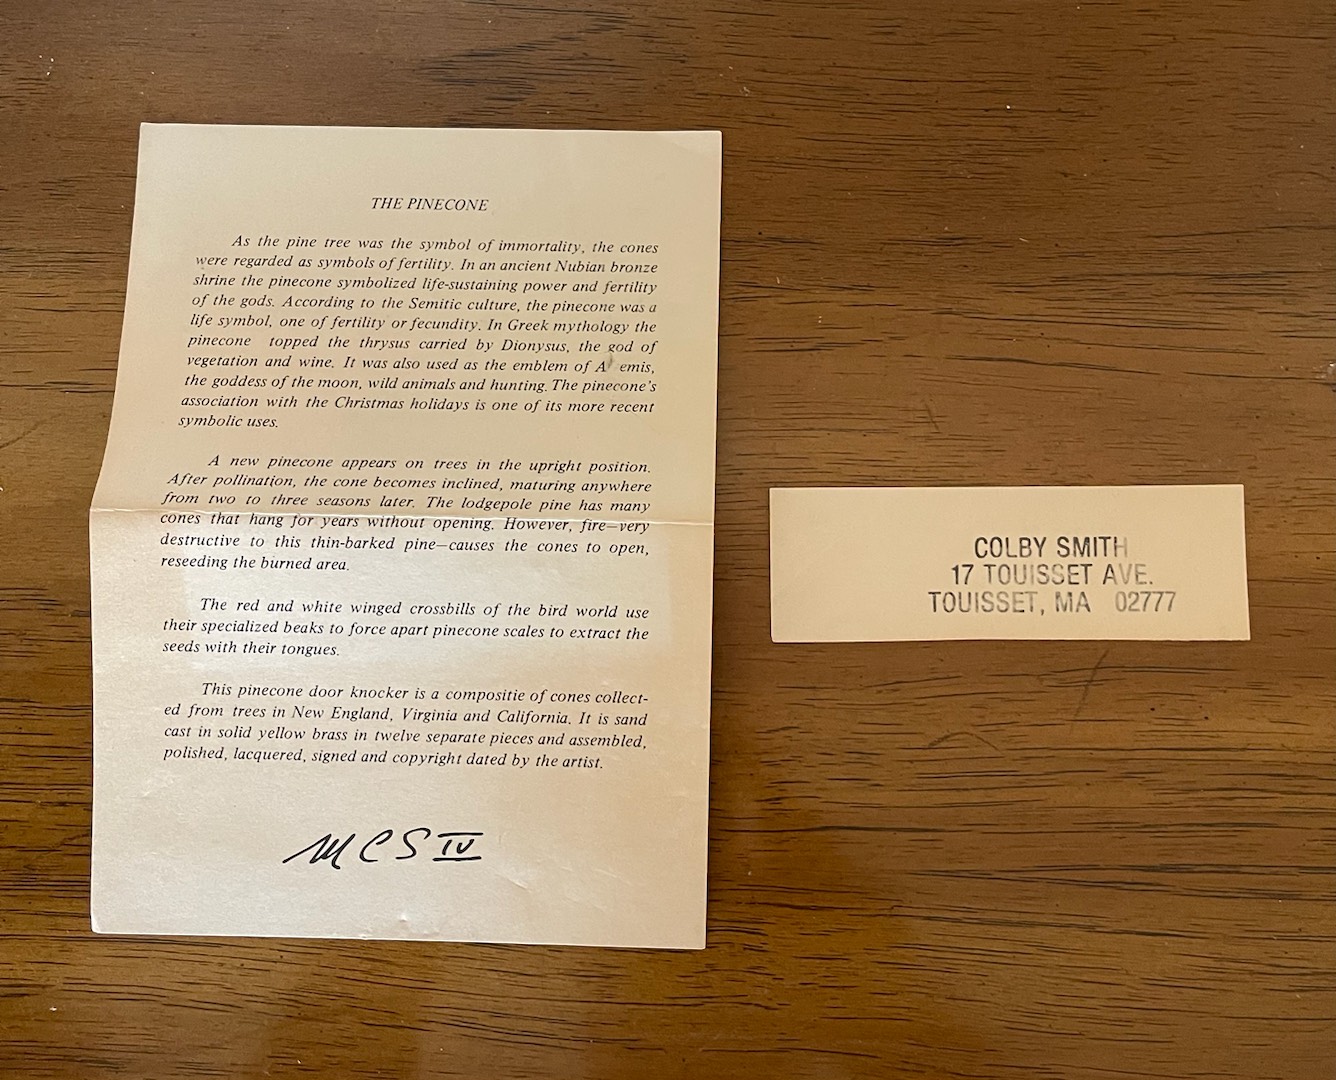 THE PINECONE
As the pine tree was the symbol of immortality, the cones
were regarded as symbols of fertility. In an ancient Nubian bronze
shrine the pinecone symbolized life-sustaining power and fertility
of the gods. According to the Semitic culture, the pinecone was a
life symbol, one of fertility or fecundity. In Greek mythology the
pinecone topped the thrysus carried by Dionysus, the god of
vegetation and wine. It was also used as the emblem of A emis,
the goddess of the moon, wild animals and hunting. The pinecone's
association with the Christmas holidays is one of its more recent
symbolic uses.
A new pinecone appears on trees in the upright position.
After pollination, the cone becomes inclined, maturing anywhere
from two to three seasons later. The lodgepole pine has many
cones that hang for years without opening. However, fire—very
destructive to this thin-barked pine—causes the cones to open,
reseeding the burned area.
The red and white winged crossbills of the bird world use
their specialized beaks to force apart pinecone scales to extract the
seeds with their tongues.
This pinecone door knocker is a compositie of cones collect-
ed from trees in New England, Virginia and California. It is sand
cast in solid yellow brass in twelve separate pieces and assembled,
polished, lacquered, signed and copyright dated by the artist.
MCS IV
COLBY SMITH
17 TOUISSET AVE.
TOUISSET, MA 02777